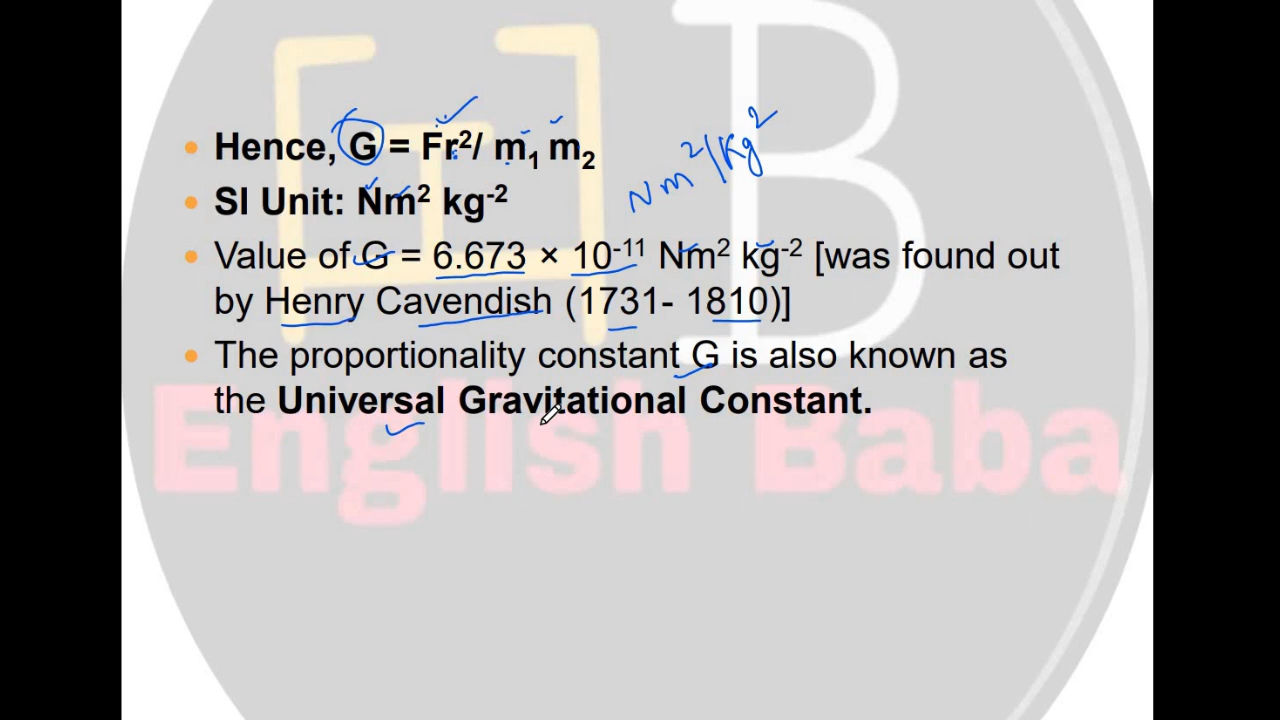 Hence, G = Fr²/ m₁ m₂
Nm²/Kg²
SI Unit: Nm² kg⁻²
Value of G = 6.673 × 10⁻¹¹ Nm² kg⁻² [was found out
by Henry Cavendish (1731- 1810)]
The proportionality constant G is also known as
the Universal Gravitational Constant.
English Baba